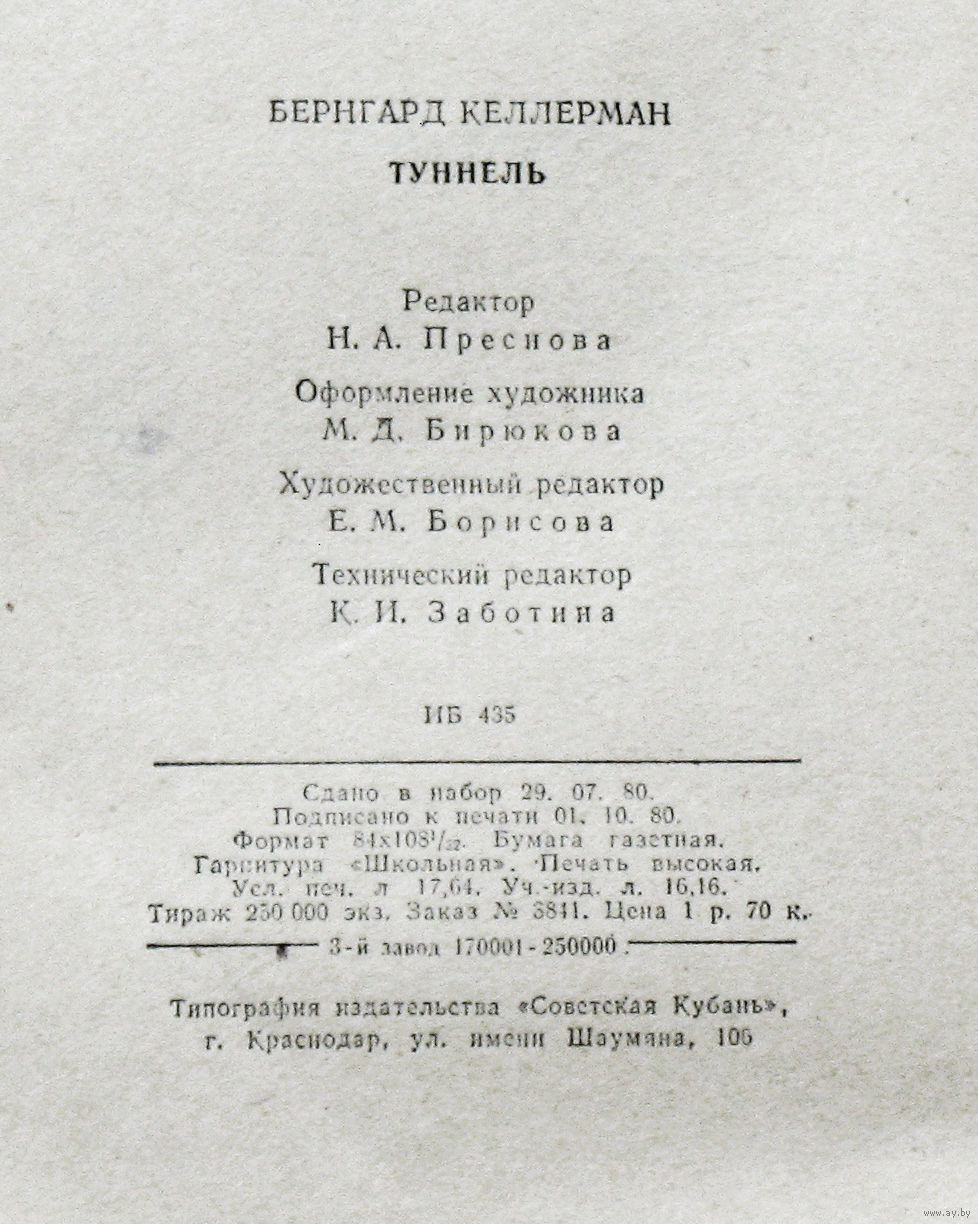 БЕРНГАРД КЕЛЛЕРМАН
ТУННЕЛЬ
Редактор
Н. А. Преснова
Оформление художника
М. Д. Бирюкова
Художественный редактор
Е. М. Борисова
Технический редактор
К. И. Заботина
ИБ 435
Сдано в набор 29. 07. 80.
Подписано к печати 01. 10. 80.
Формат 84х108¹/₃₂. Бумага газетная.
Гарнитура «Школьная». Печать высокая.
Усл. печ. л 17,64. Уч.-изд. л. 16,16.
Тираж 250 000 экз. Заказ № 3841. Цена 1 р. 70 к.
3-й завод 170001-250000.
Типография издательства «Советская Кубань»,
г. Краснодар, ул. имени Шаумяна, 106
www.ay.by